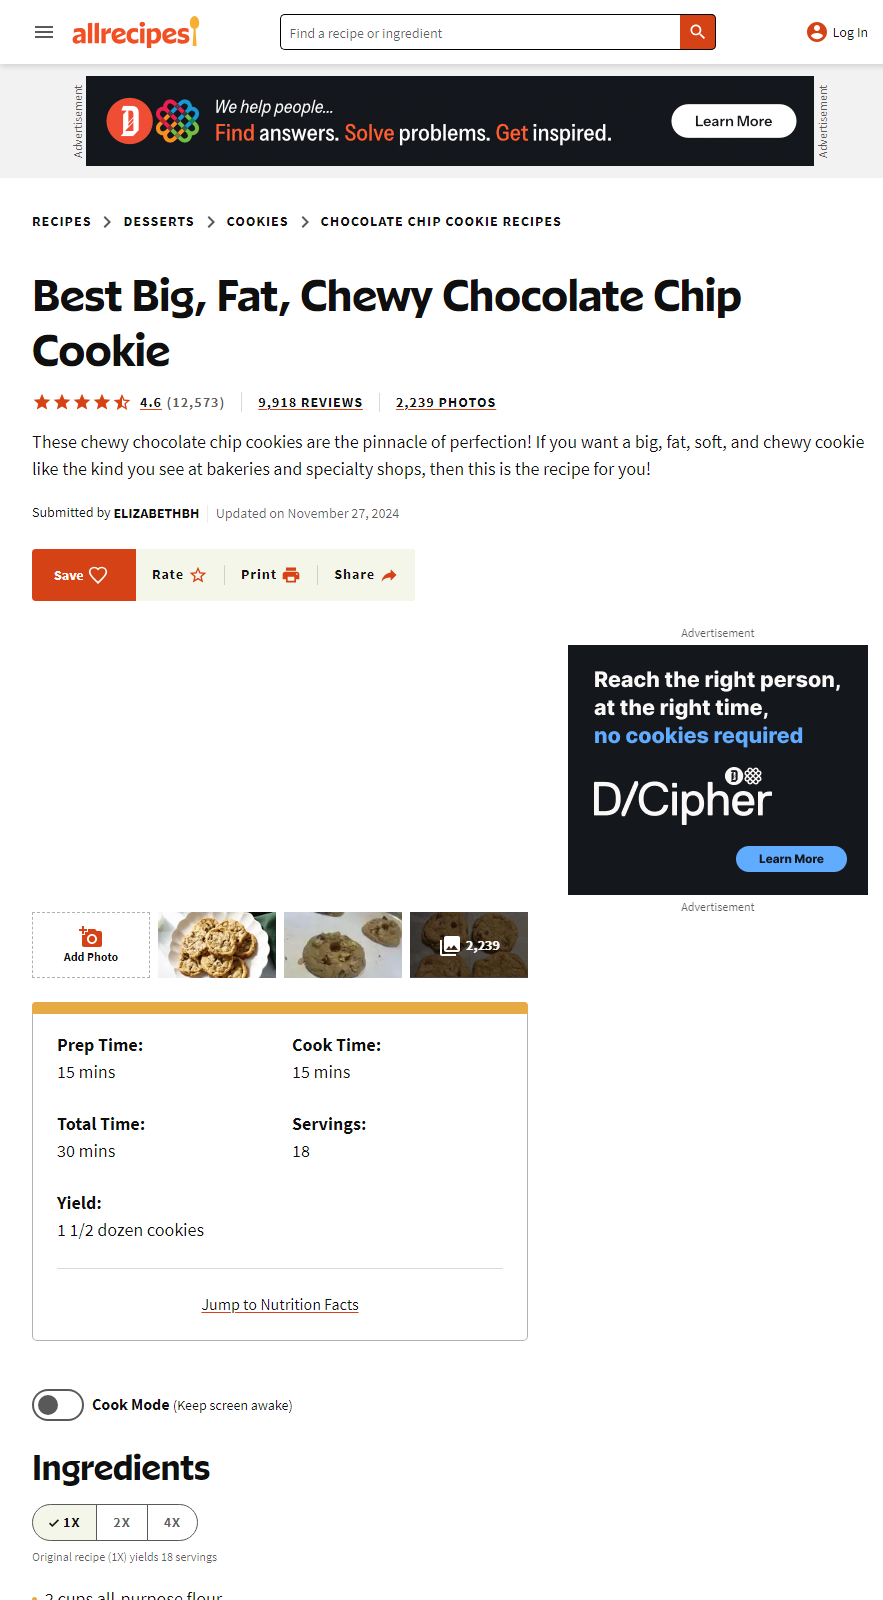 allrecipes
Find a recipe or ingredient
Log In
Advertisement
We help people...
Find answers. Solve problems. Get inspired.
Learn More
Advertisement
RECIPES > DESSERTS > COOKIES > CHOCOLATE CHIP COOKIE RECIPES
Best Big, Fat, Chewy Chocolate Chip
Cookie
4.6 (12,573) 9,918 REVIEWS 2,239 PHOTOS
These chewy chocolate chip cookies are the pinnacle of perfection! If you want a big, fat, soft, and chewy cookie
like the kind you see at bakeries and specialty shops, then this is the recipe for you!
Submitted by ELIZABETHBH Updated on November 27, 2024
Save Rate Print Share
Advertisement
Reach the right person,
at the right time,
no cookies required
D/Cipher
Learn More
Advertisement
Add Photo
2,239
Prep Time:
15 mins
Cook Time:
15 mins
Total Time:
30 mins
Servings:
18
Yield:
1 1/2 dozen cookies
Jump to Nutrition Facts
Cook Mode (Keep screen awake)
Ingredients
1X 2X 4X
Original recipe (1X) yields 18 servings
2 cups all-purpose flour